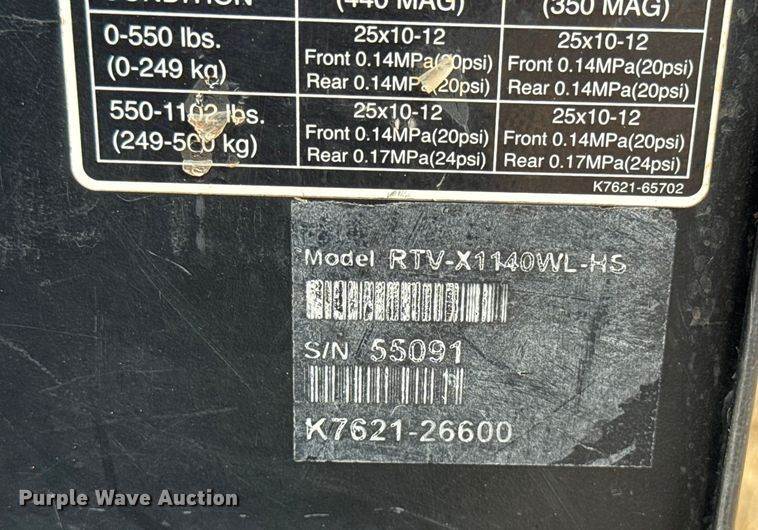 CONDITION (440 MAG) (350 MAG)
0-550 lbs. 25x10-12 25x10-12
(0-249 kg) Front 0.14MPa(20psi) Front 0.14MPa(20psi)
Rear 0.14MPa(20psi) Rear 0.14MPa(20psi)
550-1102 lbs. 25x10-12 25x10-12
(249-500 kg) Front 0.14MPa(20psi) Front 0.14MPa(20psi)
Rear 0.17MPa(24psi) Rear 0.17MPa(24psi)
K7621-65702
Model RTV-X1140WL-HS
S/N 55091
K7621-26600
Purple Wave Auction